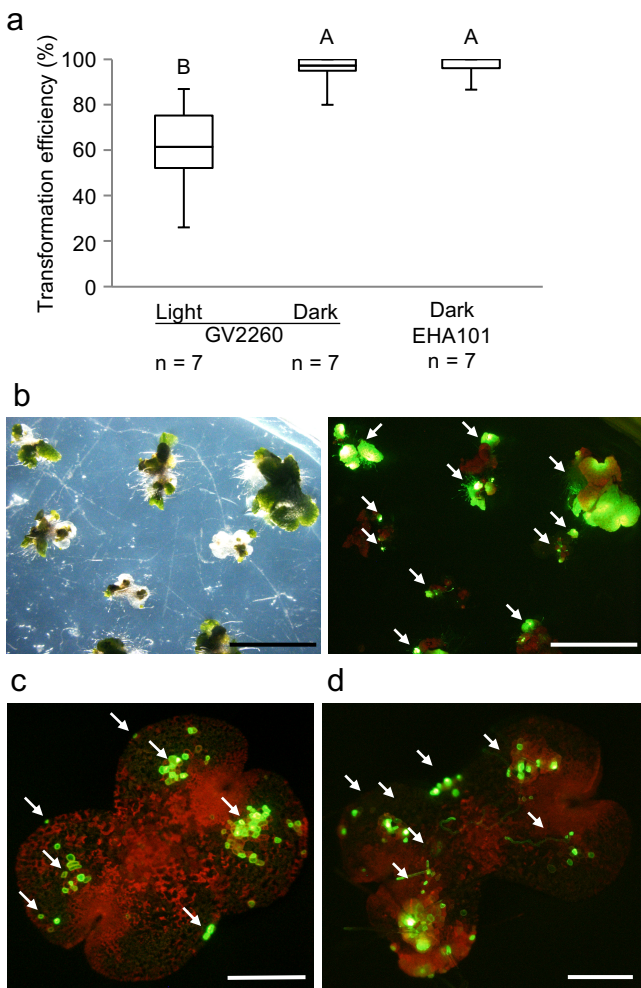 a
Transformation efficiency (%)
100
80
60
40
20
0
B
A
A
Light
Dark
Dark
GV2260
EHA101
n = 7
n = 7
n = 7
b
c
d